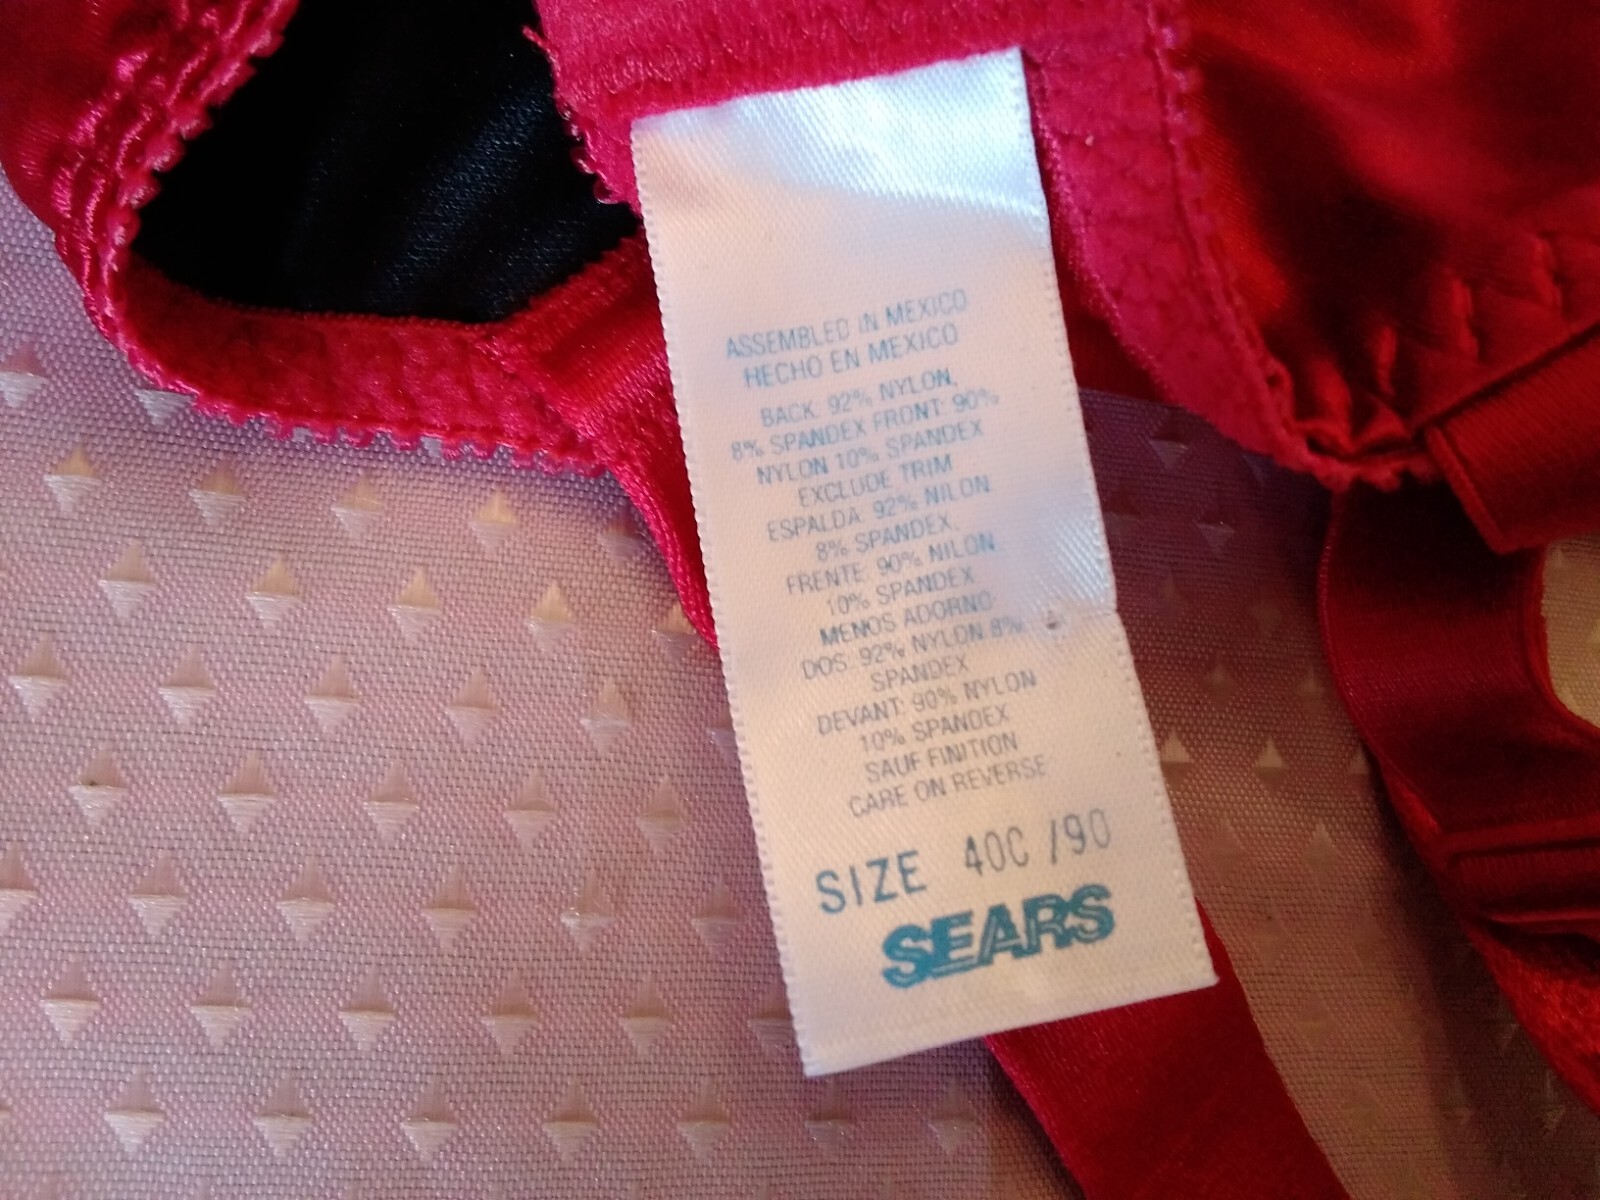 ASSEMBLED IN MEXICO
HECHO EN MEXICO
BACK: 92% NYLON,
8% SPANDEX FRONT: 90%
NYLON 10% SPANDEX
EXCLUDE TRIM
ESPALDA: 92% NILON
8% SPANDEX,
FRENTE: 90% NILON
10% SPANDEX
MENOS ADORNO
DOS: 92% NYLON 8%
SPANDEX
DEVANT: 90% NYLON
10% SPANDEX
SAUF FINITION
CARE ON REVERSE
SIZE 40C /90
SEARS